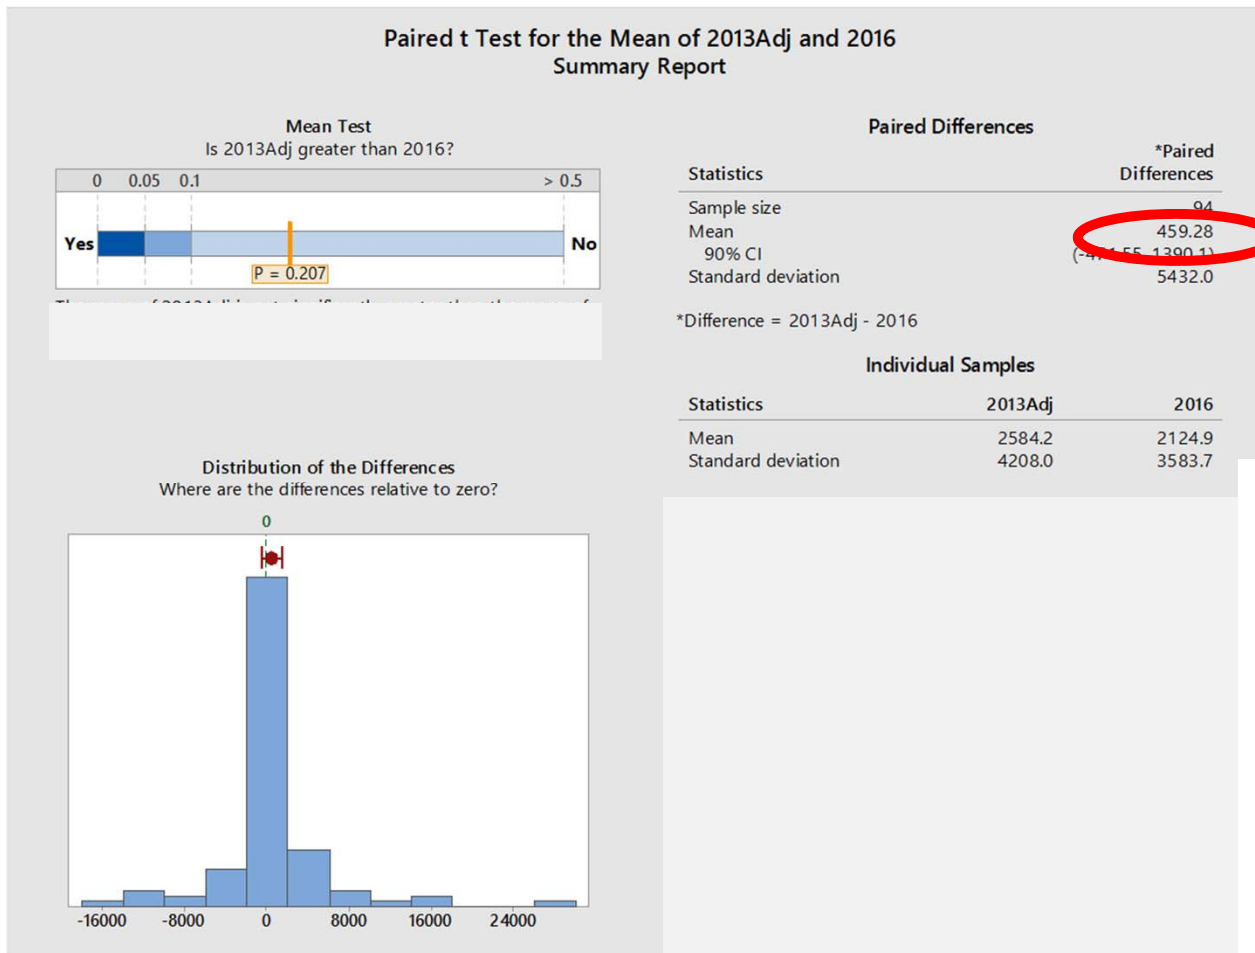 Paired t Test for the Mean of 2013Adj and 2016
Summary Report
Mean Test
Is 2013Adj greater than 2016?
0 0.05 0.1 > 0.5
Yes No
P = 0.207
Paired Differences
*Paired
Statistics Differences
Sample size 94
Mean 459.28
90% CI 1390.1)
Standard deviation 5432.0
*Difference = 2013Adj - 2016
Individual Samples
Statistics 2013Adj 2016
Mean 2584.2 2124.9
Standard deviation 4208.0 3583.7
Distribution of the Differences
Where are the differences relative to zero?
0
-16000 -8000 0 8000 16000 24000